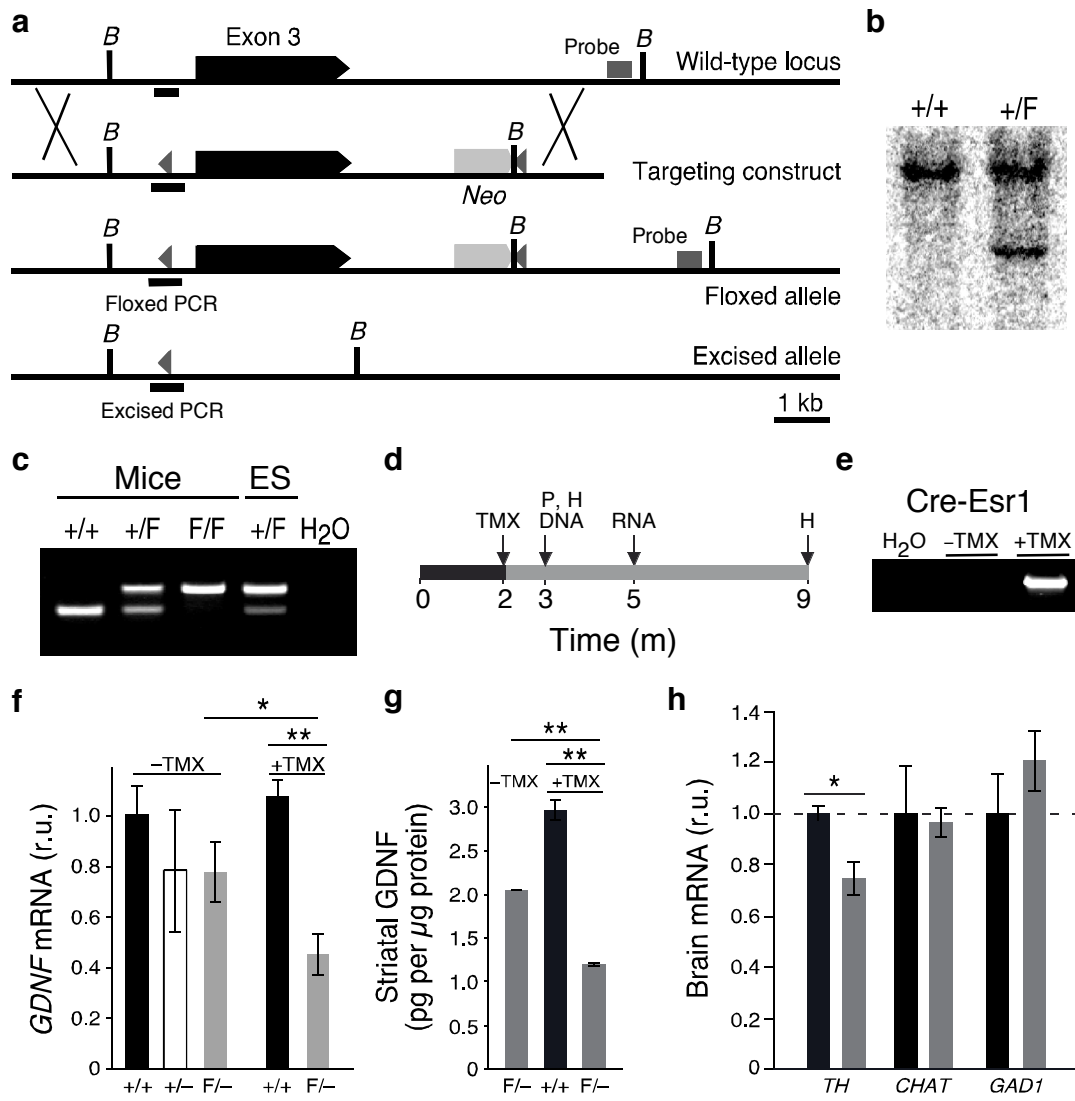 a
B
Exon 3
Probe
B
Wild-type locus
B
B
Neo
Targeting construct
B
B
Probe
B
Floxed PCR
Floxed allele
B
B
Excised allele
Excised PCR
1 kb
b
+/+ +/F
c
Mice ES
+/+ +/F F/F +/F H2O
d
TMX
P, H
DNA
RNA
H
0 2 3 5 9
Time (m)
e
Cre-Esr1
H2O –TMX +TMX
f
*
**
–TMX
+TMX
GDNF mRNA (r.u.)
1.0
0.8
0.6
0.4
0.2
0
+/+ +/– F/– +/+ F/–
g
**
**
–TMX +TMX
Striatal GDNF
(pg per µg protein)
3.0
2.5
2.0
1.5
1.0
0.5
0
F/– +/+ F/–
h
*
Brain mRNA (r.u.)
1.4
1.2
1.0
0.8
0.6
0.4
0.2
0
TH CHAT GAD1